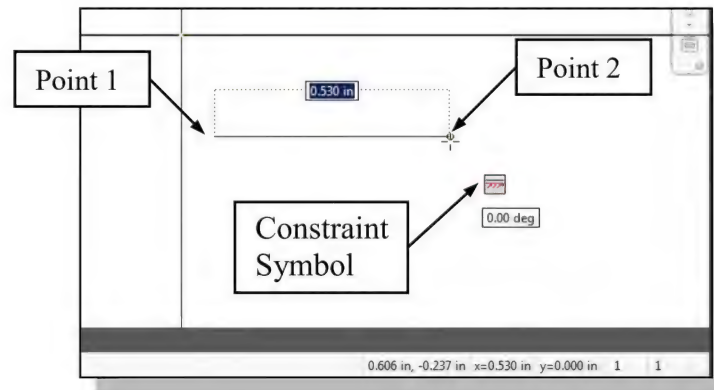 Point 1
0.530 in
Point 2
Constraint
Symbol
0.00 deg
0.606 in, -0.237 in x=0.530 in y=0.000 in 1 1